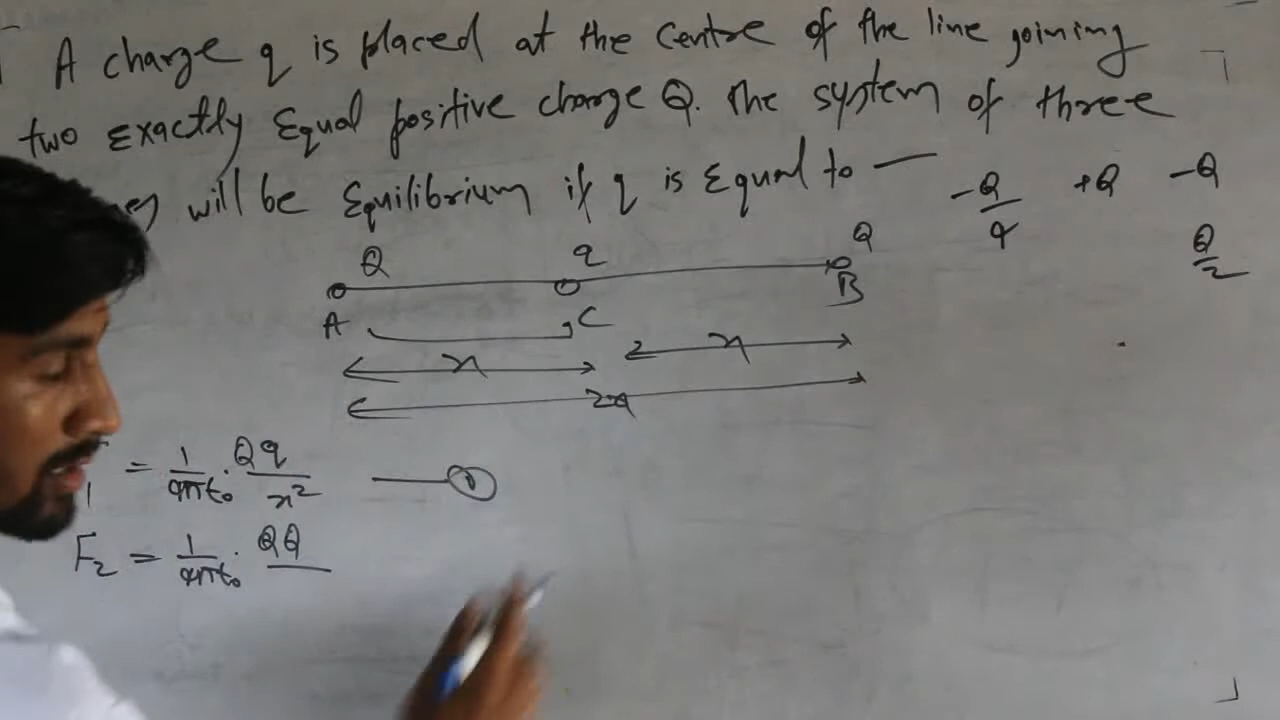 A charge q is placed at the centre of the line joining
two exactly Equal positive charge Q. The system of three
will be Equilibrium if q is Equal to —
-Q/4 +Q -Q
Q/2
Q q Q
A C B
x x
2x
= 1/4πε₀ · Qq/x² — ①
F₂ = 1/4πε₀ · QQ